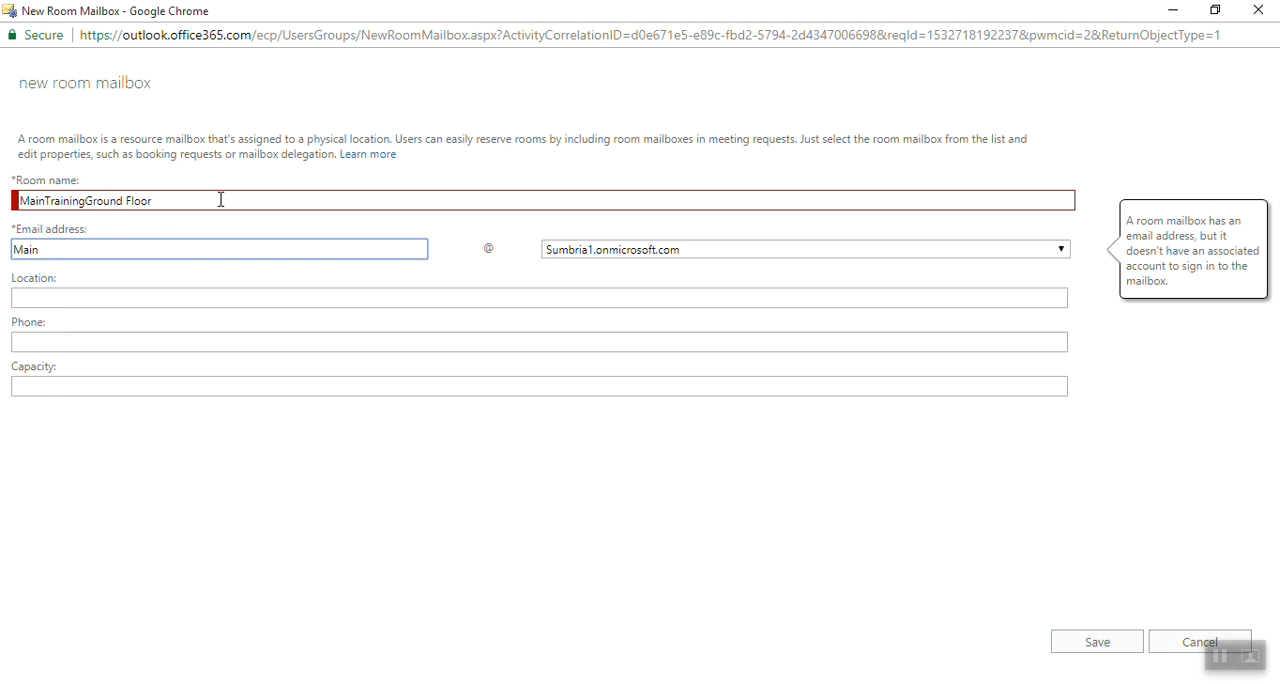 New Room Mailbox - Google Chrome
Secure | https://outlook.office365.com/ecp/UsersGroups/NewRoomMailbox.aspx?ActivityCorrelationID=d0e671e5-e89c-fbd2-5794-2d4347006698&reqId=1532718192237&pwmcid=2&ReturnObjectType=1
new room mailbox
A room mailbox is a resource mailbox that's assigned to a physical location. Users can easily reserve rooms by including room mailboxes in meeting requests. Just select the room mailbox from the list and
edit properties, such as booking requests or mailbox delegation. Learn more
*Room name:
MainTrainingGround Floor
*Email address:
Main @ Sumbria1.onmicrosoft.com
A room mailbox has an
email address, but it
doesn't have an associated
account to sign in to the
mailbox.
Location:
Phone:
Capacity:
Save Cancel